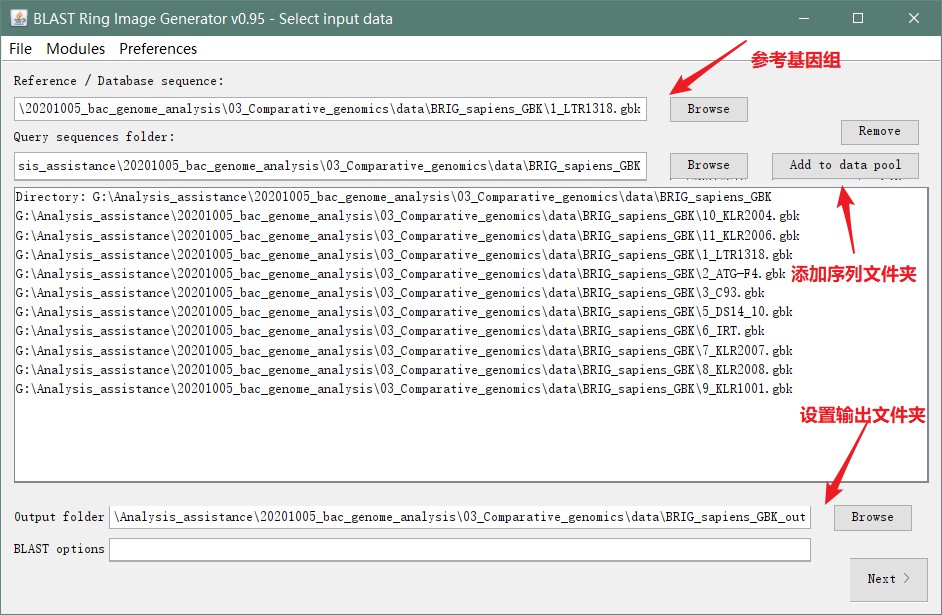 BLAST Ring Image Generator v0.95 - Select input data
File Modules Preferences
参考基因组
Reference / Database sequence:
\20201005_bac_genome_analysis\03_Comparative_genomics\data\BRIG_sapiens_GBK\1_LTR1318.gbk Browse
Query sequences folder:
Remove
sis_assistance\20201005_bac_genome_analysis\03_Comparative_genomics\data\BRIG_sapiens_GBK Browse Add to data pool
Directory: G:\Analysis_assistance\20201005_bac_genome_analysis\03_Comparative_genomics\data\BRIG_sapiens_GBK
G:\Analysis_assistance\20201005_bac_genome_analysis\03_Comparative_genomics\data\BRIG_sapiens_GBK\10_KLR2004.gbk
G:\Analysis_assistance\20201005_bac_genome_analysis\03_Comparative_genomics\data\BRIG_sapiens_GBK\11_KLR2006.gbk
G:\Analysis_assistance\20201005_bac_genome_analysis\03_Comparative_genomics\data\BRIG_sapiens_GBK\1_LTR1318.gbk
G:\Analysis_assistance\20201005_bac_genome_analysis\03_Comparative_genomics\data\BRIG_sapiens_GBK\2_ATG-F4.gbk
添加序列文件夹
G:\Analysis_assistance\20201005_bac_genome_analysis\03_Comparative_genomics\data\BRIG_sapiens_GBK\3_C93.gbk
G:\Analysis_assistance\20201005_bac_genome_analysis\03_Comparative_genomics\data\BRIG_sapiens_GBK\5_DS14_10.gbk
G:\Analysis_assistance\20201005_bac_genome_analysis\03_Comparative_genomics\data\BRIG_sapiens_GBK\6_IRT.gbk
G:\Analysis_assistance\20201005_bac_genome_analysis\03_Comparative_genomics\data\BRIG_sapiens_GBK\7_KLR2007.gbk
G:\Analysis_assistance\20201005_bac_genome_analysis\03_Comparative_genomics\data\BRIG_sapiens_GBK\8_KLR2008.gbk
G:\Analysis_assistance\20201005_bac_genome_analysis\03_Comparative_genomics\data\BRIG_sapiens_GBK\9_KLR1001.gbk
设置输出文件夹
Output folder \Analysis_assistance\20201005_bac_genome_analysis\03_Comparative_genomics\data\BRIG_sapiens_GBK_out Browse
BLAST options
Next >